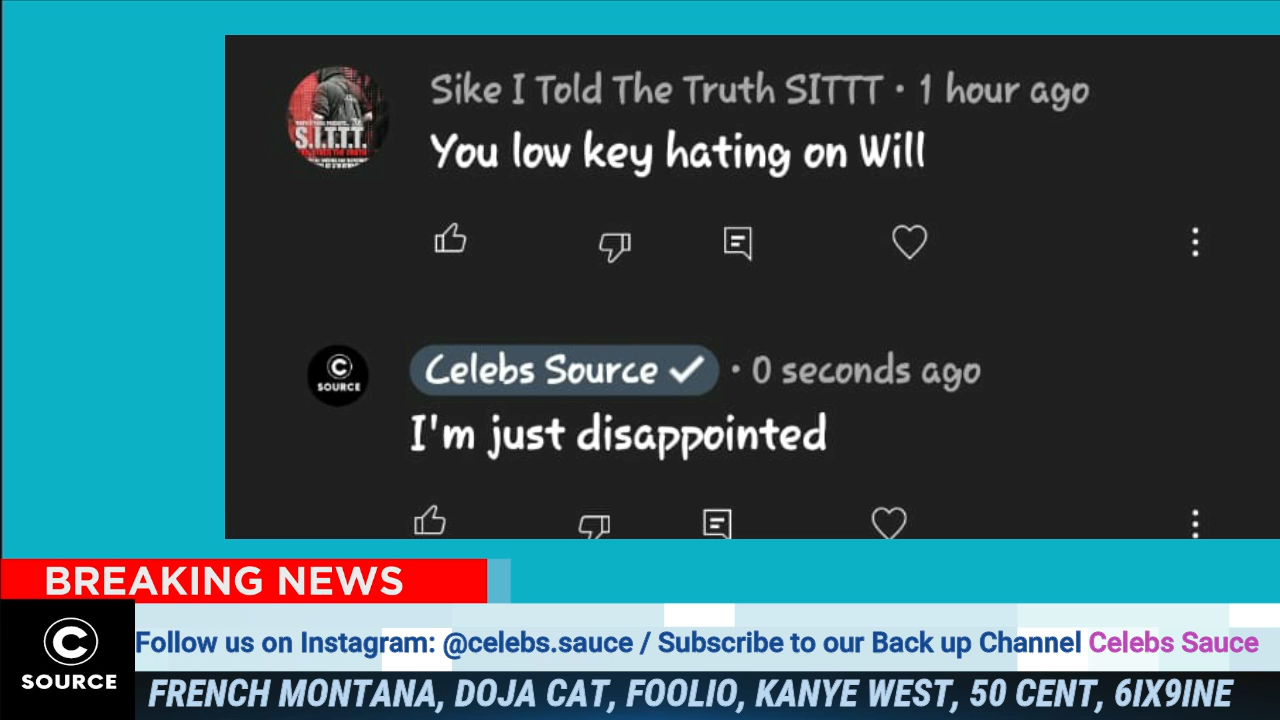 Sike I Told The Truth SITTT · 1 hour ago
S.I.T.T.T.
You low key hating on Will
C
SOURCE
Celebs Source ✓ · 0 seconds ago
I'm just disappointed
BREAKING NEWS
C
SOURCE
Follow us on Instagram: @celebs.sauce / Subscribe to our Back up Channel Celebs Sauce
FRENCH MONTANA, DOJA CAT, FOOLIO, KANYE WEST, 50 CENT, 6IX9INE